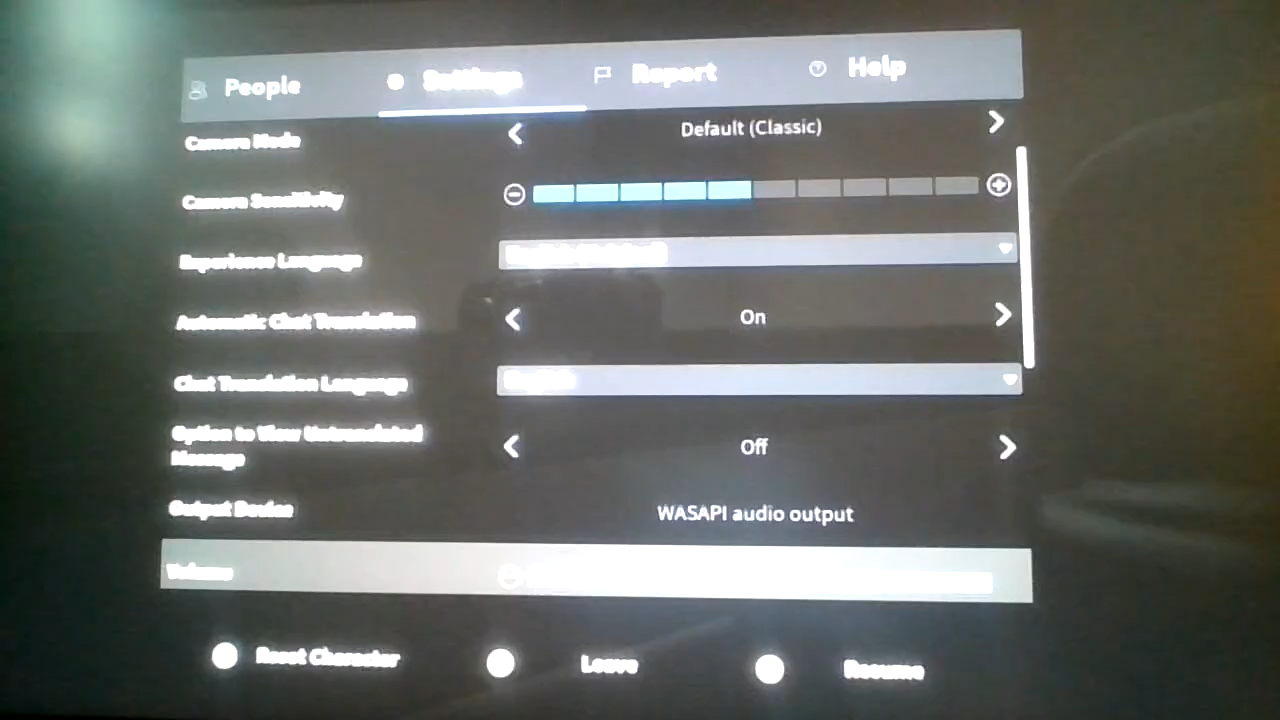 People
Settings
Report
Help
Camera Mode
Default (Classic)
Camera Sensitivity
Experience Language
Automatic Chat Translation
On
Chat Translation Language
Option to View Untranslated
Message
Off
Output Device
WASAPI audio output
Volume
Reset Character
Leave
Resume